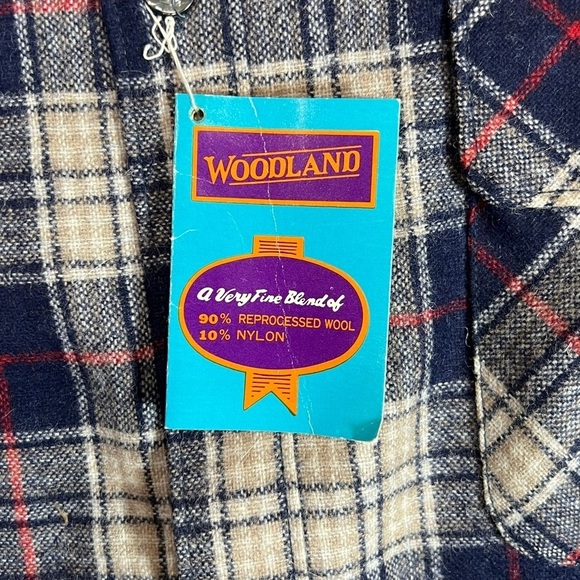 WOODLAND
A Very Fine Blend of
90% REPROCESSED WOOL
10% NYLON